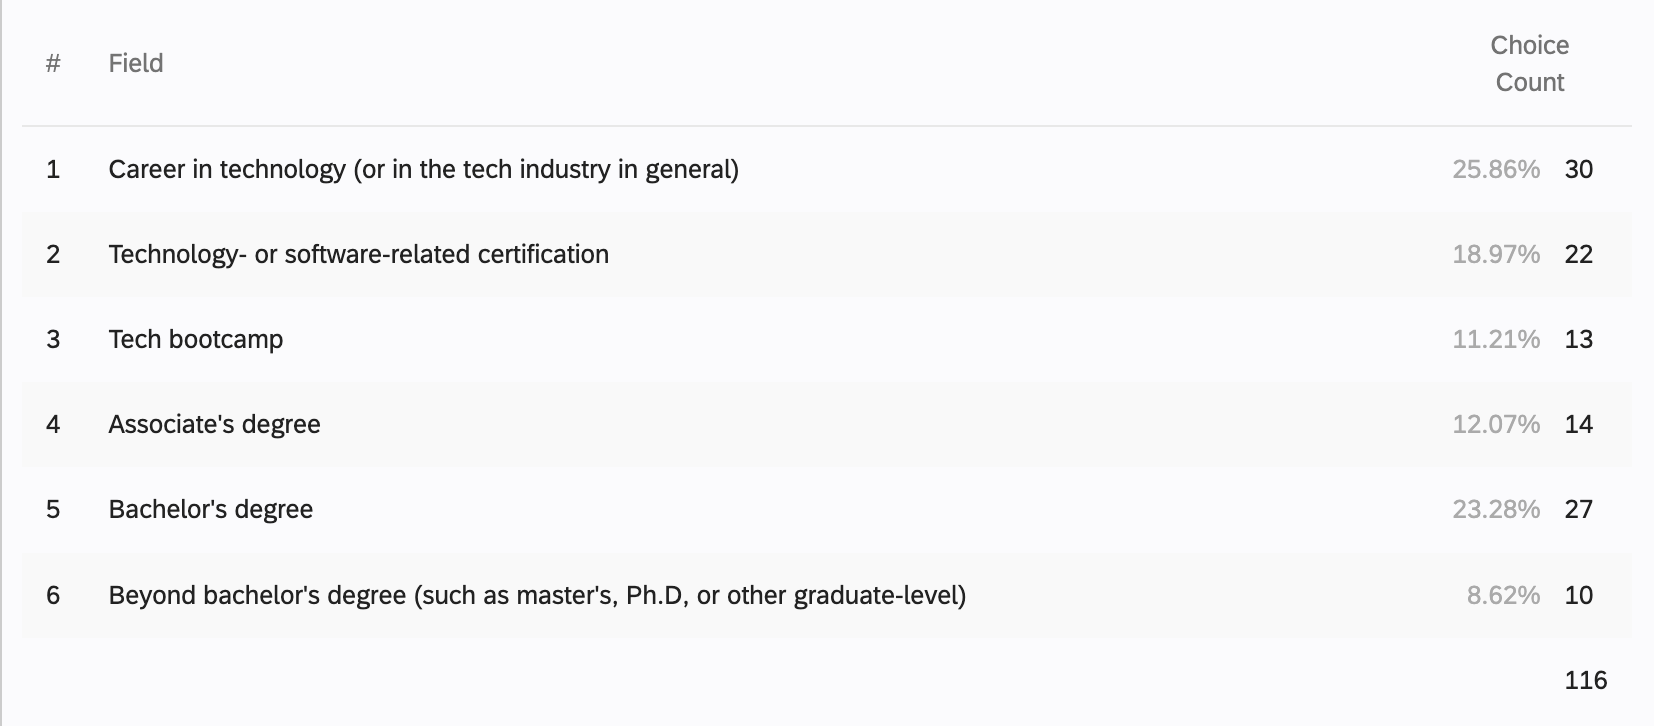 # Field Choice Count
1 Career in technology (or in the tech industry in general) 25.86% 30
2 Technology- or software-related certification 18.97% 22
3 Tech bootcamp 11.21% 13
4 Associate's degree 12.07% 14
5 Bachelor's degree 23.28% 27
6 Beyond bachelor's degree (such as master's, Ph.D, or other graduate-level) 8.62% 10
116